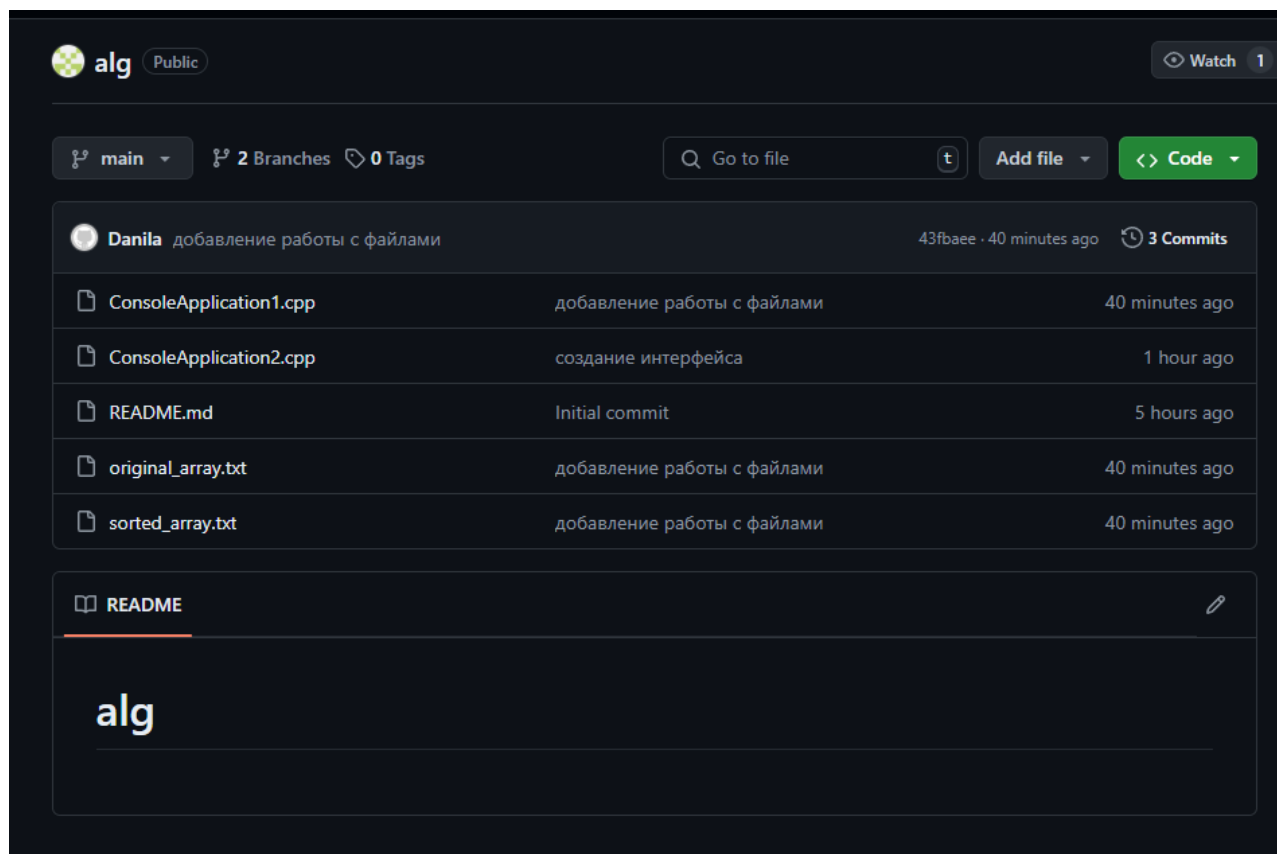 alg Public Watch 1
main 2 Branches 0 Tags Go to file t Add file Code
Danila добавление работы с файлами 43fbaee · 40 minutes ago 3 Commits
ConsoleApplication1.cpp добавление работы с файлами 40 minutes ago
ConsoleApplication2.cpp создание интерфейса 1 hour ago
README.md Initial commit 5 hours ago
original_array.txt добавление работы с файлами 40 minutes ago
sorted_array.txt добавление работы с файлами 40 minutes ago
README
alg